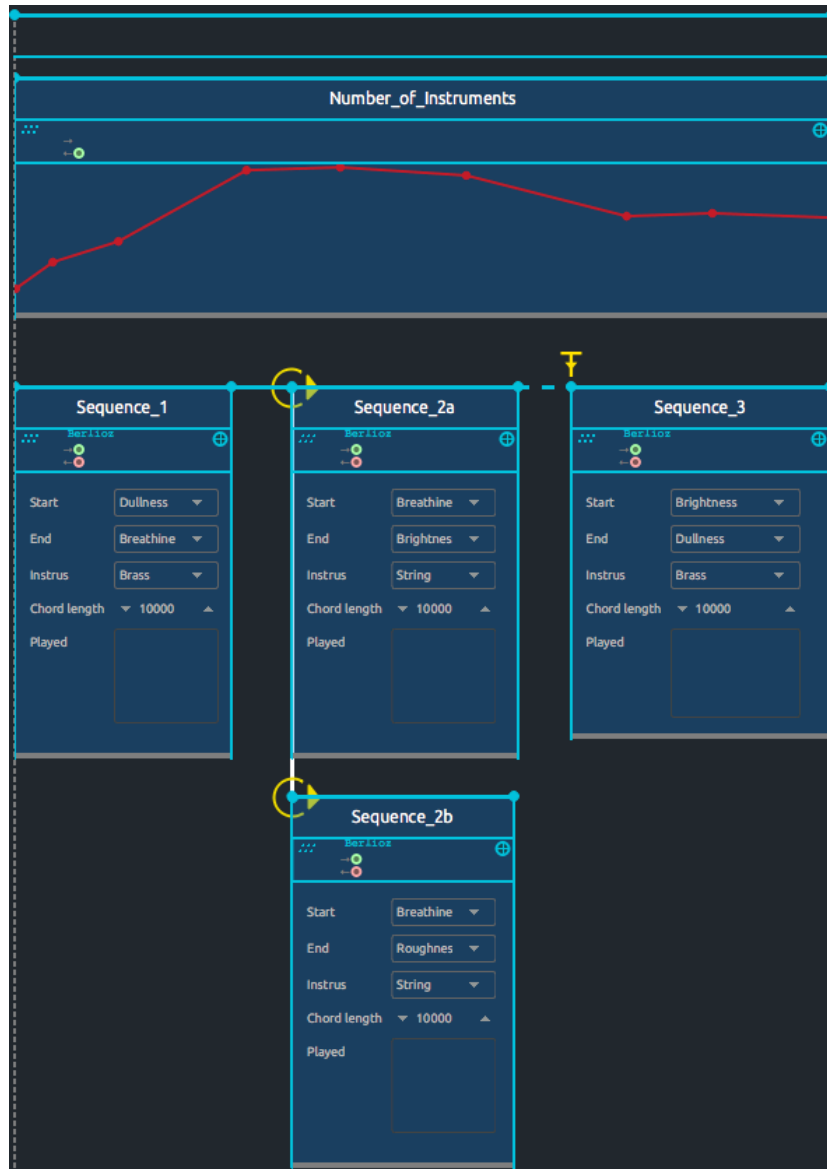 Number_of_Instruments
Sequence_1
Berlioz
Start Dullness
End Breathine
Instrus Brass
Chord length 10000
Played
Sequence_2a
Berlioz
Start Breathine
End Brightnes
Instrus String
Chord length 10000
Played
Sequence_3
Berlioz
Start Brightness
End Dullness
Instrus Brass
Chord length 10000
Played
Sequence_2b
Berlioz
Start Breathine
End Roughnes
Instrus String
Chord length 10000
Played